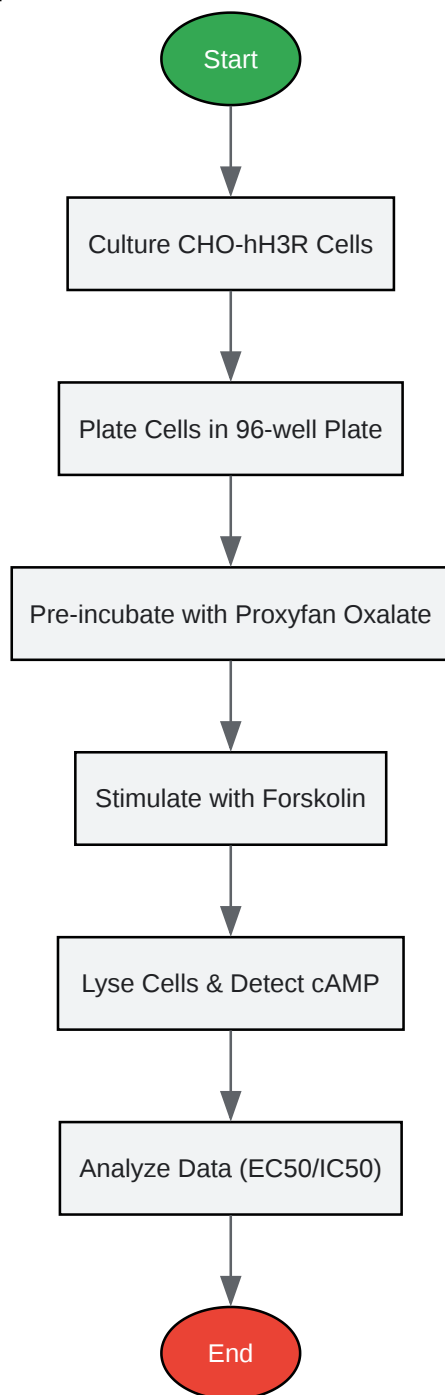 Start
Culture CHO-hH3R Cells
Plate Cells in 96-well Plate
Pre-incubate with Proxyfan Oxalate
Stimulate with Forskolin
Lyse Cells & Detect cAMP
Analyze Data (EC50/IC50)
End